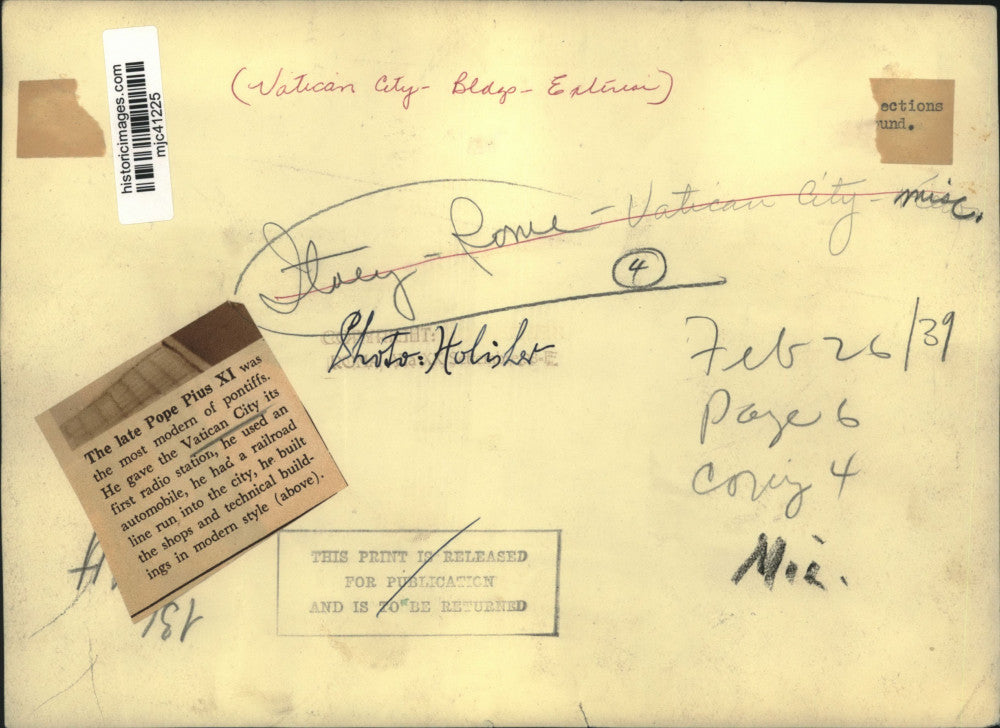 (Vatican City - Bldgs - Exterior)
historicimages.com
mjc41225
ections
und.
Italy - Rome - Vatican City - misc.
4
Photo: Holisher
Feb 26/39
Page 6
4
The late Pope Pius XI was
the most modern of pontiffs.
He gave the Vatican City its
first radio station, he used an
automobile, he had a railroad
line run into the city, he built
the shops and technical build-
ings in modern style (above).
THIS PRINT IS RELEASED
FOR PUBLICATION
AND IS TO BE RETURNED